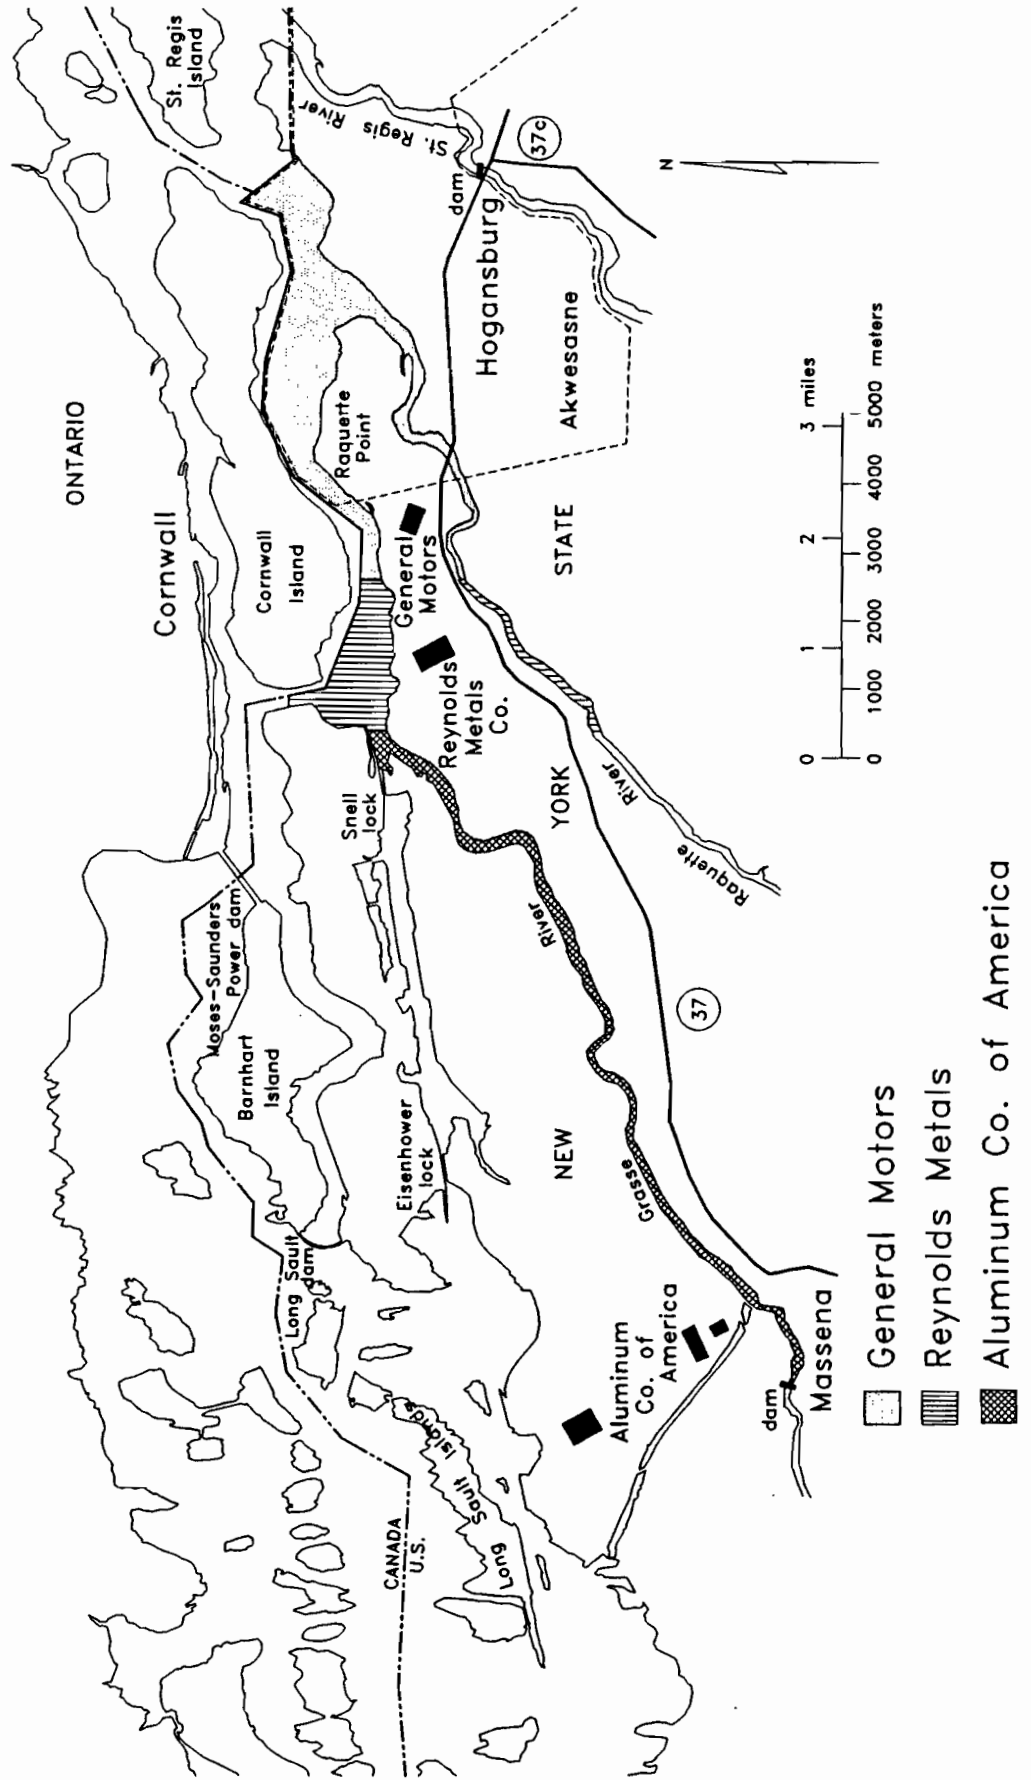 ONTARIO
Cornwall
St. Regis
Island
Cornwall
Island
Moses-Saunders
Power dam
Barnhart
Island
Long Sault
dam
CANADA
U.S.
Long Sault Islands
Eisenhower
lock
Snell
lock
Raquerte
Point
General
Motors
Reynolds
Metals
Co.
St. Regis River
dam
37c
Hogansburg
Akwesasne
N
NEW YORK STATE
Grasse River
Raquette River
37
Aluminum
Co. of
America
dam
Massena
0 1 2 3 miles
0 1000 2000 3000 4000 5000 meters
General Motors
Reynolds Metals
Aluminum Co. of America